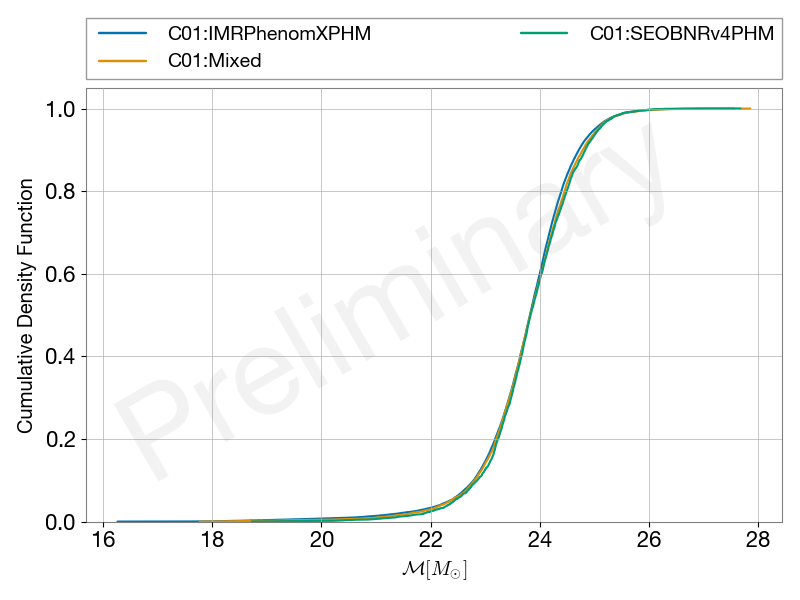 C01:IMRPhenomXPHM
C01:Mixed
C01:SEOBNRv4PHM
1.0
0.8
0.6
0.4
0.2
0.0
Cumulative Density Function
Preliminary
16 18 20 22 24 26 28
ℳ[M☉]